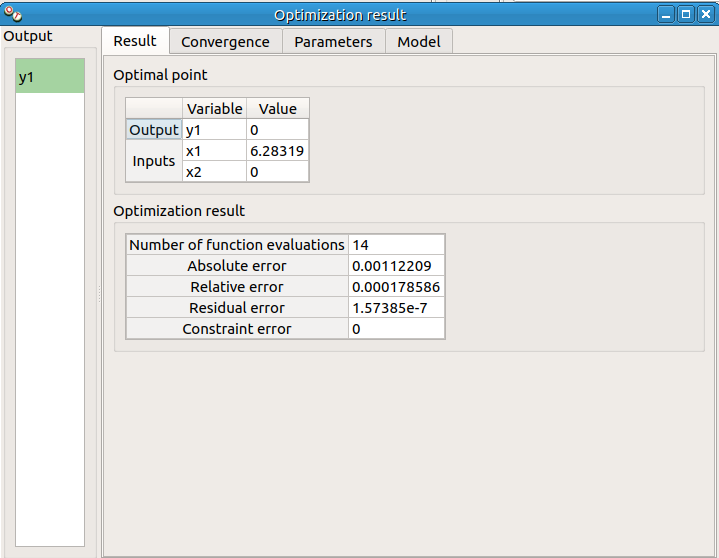 Optimization result
Output
y1
Result Convergence Parameters Model
Optimal point
Variable Value
Output y1 0
Inputs
x1 6.28319
x2 0
Optimization result
Number of function evaluations 14
Absolute error 0.00112209
Relative error 0.000178586
Residual error 1.57385e-7
Constraint error 0